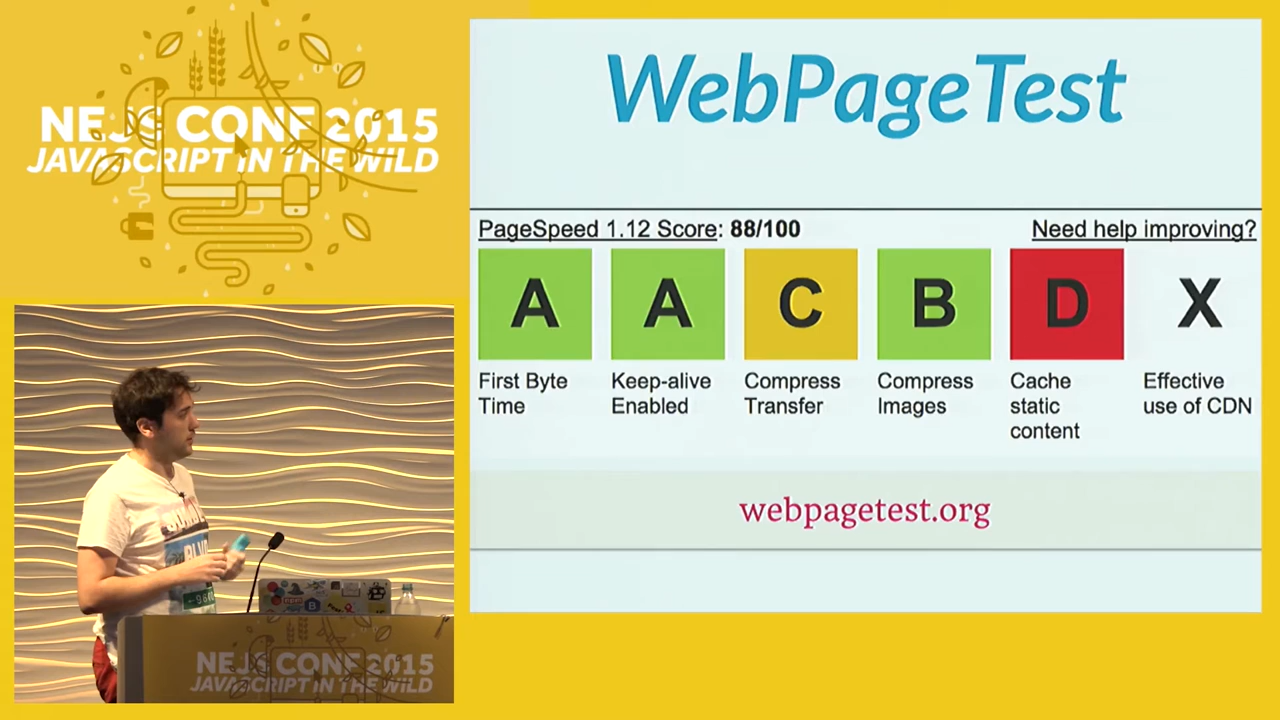 NEJS CONF 2015
JAVASCRIPT IN THE WILD
WebPageTest
PageSpeed 1.12 Score: 88/100
Need help improving?
A
A
C
B
D
X
First Byte
Time
Keep-alive
Enabled
Compress
Transfer
Compress
Images
Cache
static
content
Effective
use of CDN
webpagetest.org
BLVD
NEJS CONF 2015
JAVASCRIPT IN THE WILD